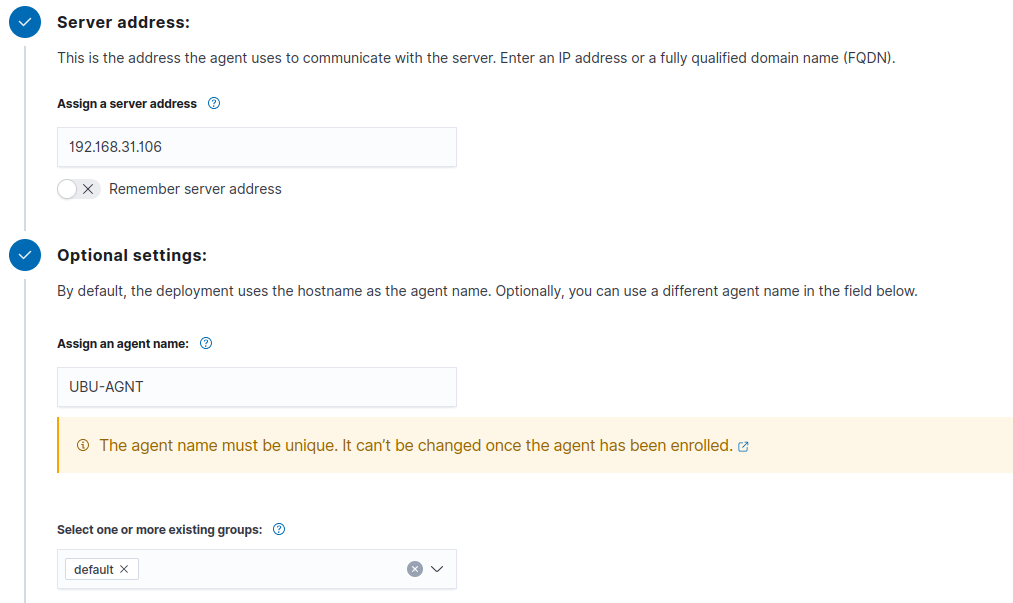 Server address:
This is the address the agent uses to communicate with the server. Enter an IP address or a fully qualified domain name (FQDN).
Assign a server address
192.168.31.106
Remember server address
Optional settings:
By default, the deployment uses the hostname as the agent name. Optionally, you can use a different agent name in the field below.
Assign an agent name:
UBU-AGNT
The agent name must be unique. It can’t be changed once the agent has been enrolled.
Select one or more existing groups:
default